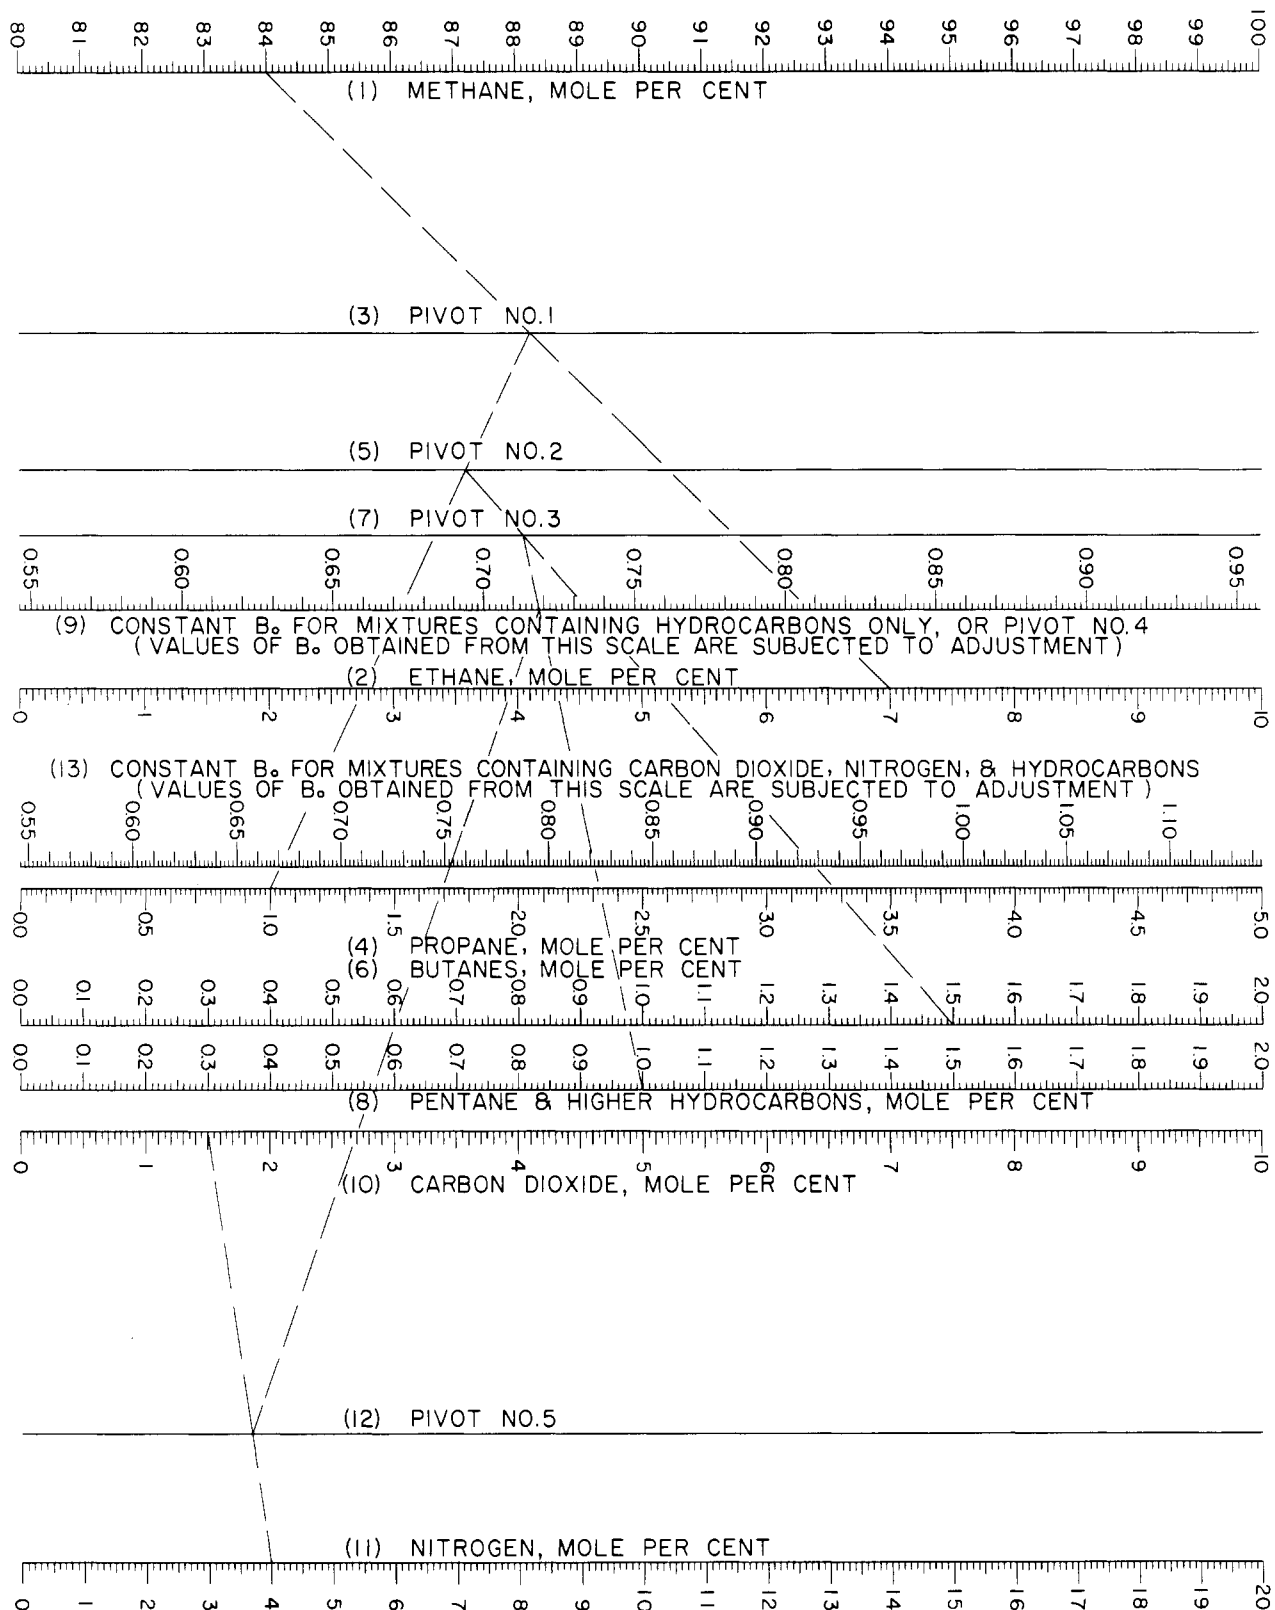 80 81 82 83 84 85 86 87 88 89 90 91 92 93 94 95 96 97 98 99 100
(1) METHANE, MOLE PER CENT
(3) PIVOT NO.1
(5) PIVOT NO.2
(7) PIVOT NO.3
0.55 0.60 0.65 0.70 0.75 0.80 0.85 0.90 0.95
(9) CONSTANT B₀ FOR MIXTURES CONTAINING HYDROCARBONS ONLY, OR PIVOT NO.4
(VALUES OF B₀ OBTAINED FROM THIS SCALE ARE SUBJECTED TO ADJUSTMENT)
(2) ETHANE, MOLE PER CENT
0 1 2 3 4 5 6 7 8 9 10
(13) CONSTANT B₀ FOR MIXTURES CONTAINING CARBON DIOXIDE, NITROGEN, & HYDROCARBONS
(VALUES OF B₀ OBTAINED FROM THIS SCALE ARE SUBJECTED TO ADJUSTMENT)
0.55 0.60 0.65 0.70 0.75 0.80 0.85 0.90 0.95 1.00 1.05 1.10
0.0 0.5 1.0 1.5 2.0 2.5 3.0 3.5 4.0 4.5 5.0
(4) PROPANE, MOLE PER CENT
(6) BUTANES, MOLE PER CENT
0.0 0.1 0.2 0.3 0.4 0.5 0.6 0.7 0.8 0.9 1.0 1.1 1.2 1.3 1.4 1.5 1.6 1.7 1.8 1.9 2.0
0.0 0.1 0.2 0.3 0.4 0.5 0.6 0.7 0.8 0.9 1.0 1.1 1.2 1.3 1.4 1.5 1.6 1.7 1.8 1.9 2.0
(8) PENTANE & HIGHER HYDROCARBONS, MOLE PER CENT
0 1 2 3 4 5 6 7 8 9 10
(10) CARBON DIOXIDE, MOLE PER CENT
(12) PIVOT NO.5
(11) NITROGEN, MOLE PER CENT
0 1 2 3 4 5 6 7 8 9 10 11 12 13 14 15 16 17 18 19 20